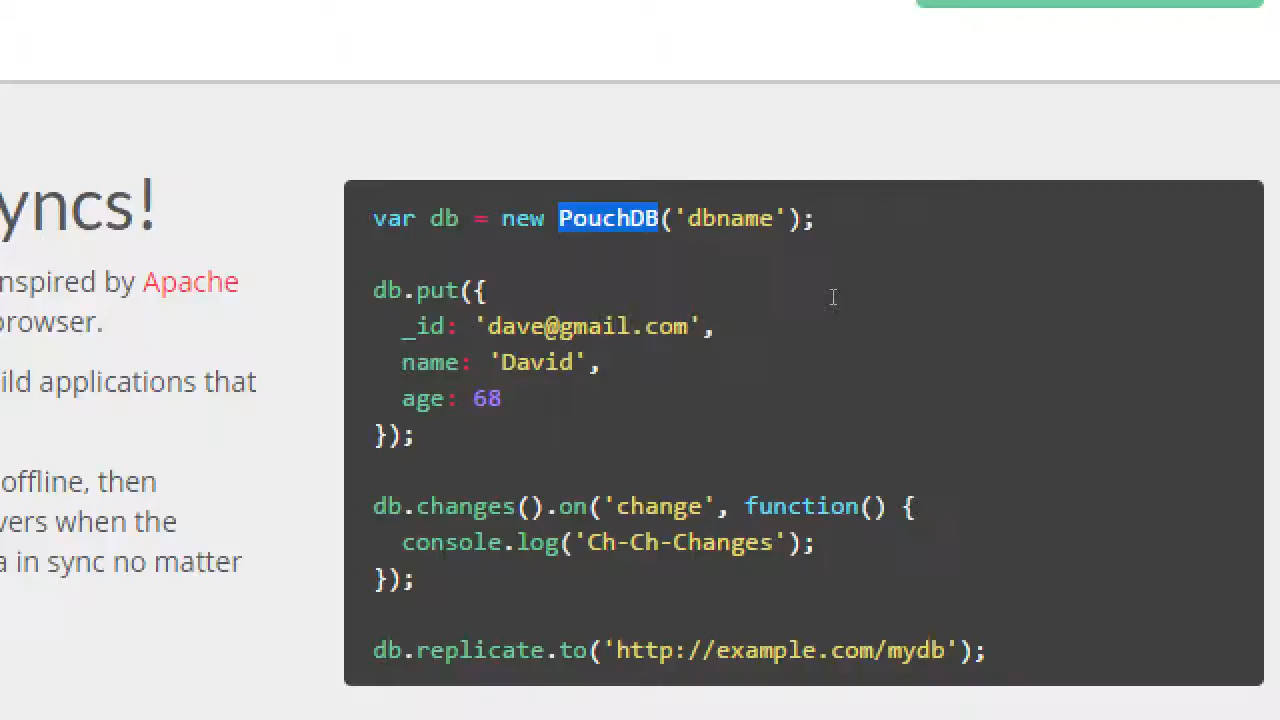 yncs!
nspired by Apache
browser.
ild applications that
offline, then
vers when the
a in sync no matter
var db = new PouchDB('dbname');
db.put({
  _id: 'dave@gmail.com',
  name: 'David',
  age: 68
});
db.changes().on('change', function() {
  console.log('Ch-Ch-Changes');
});
db.replicate.to('http://example.com/mydb');